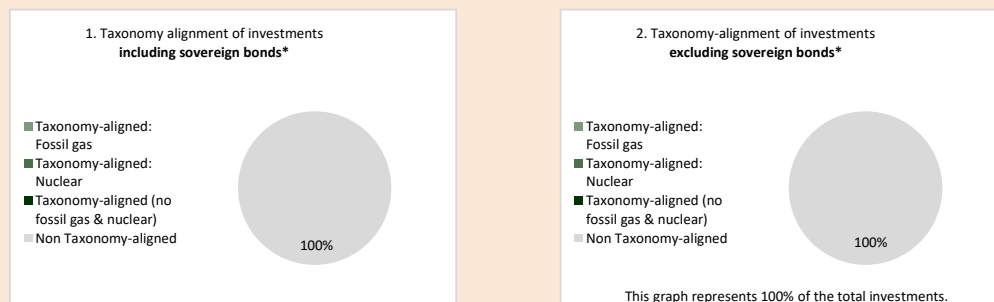 1. Taxonomy alignment of investments
including sovereign bonds*
Taxonomy-aligned:
Fossil gas
Taxonomy-aligned:
Nuclear
Taxonomy-aligned (no
fossil gas & nuclear)
Non Taxonomy-aligned
100%
2. Taxonomy-alignment of investments
excluding sovereign bonds*
Taxonomy-aligned:
Fossil gas
Taxonomy-aligned:
Nuclear
Taxonomy-aligned (no
fossil gas & nuclear)
Non Taxonomy-aligned
100%
This graph represents 100% of the total investments.